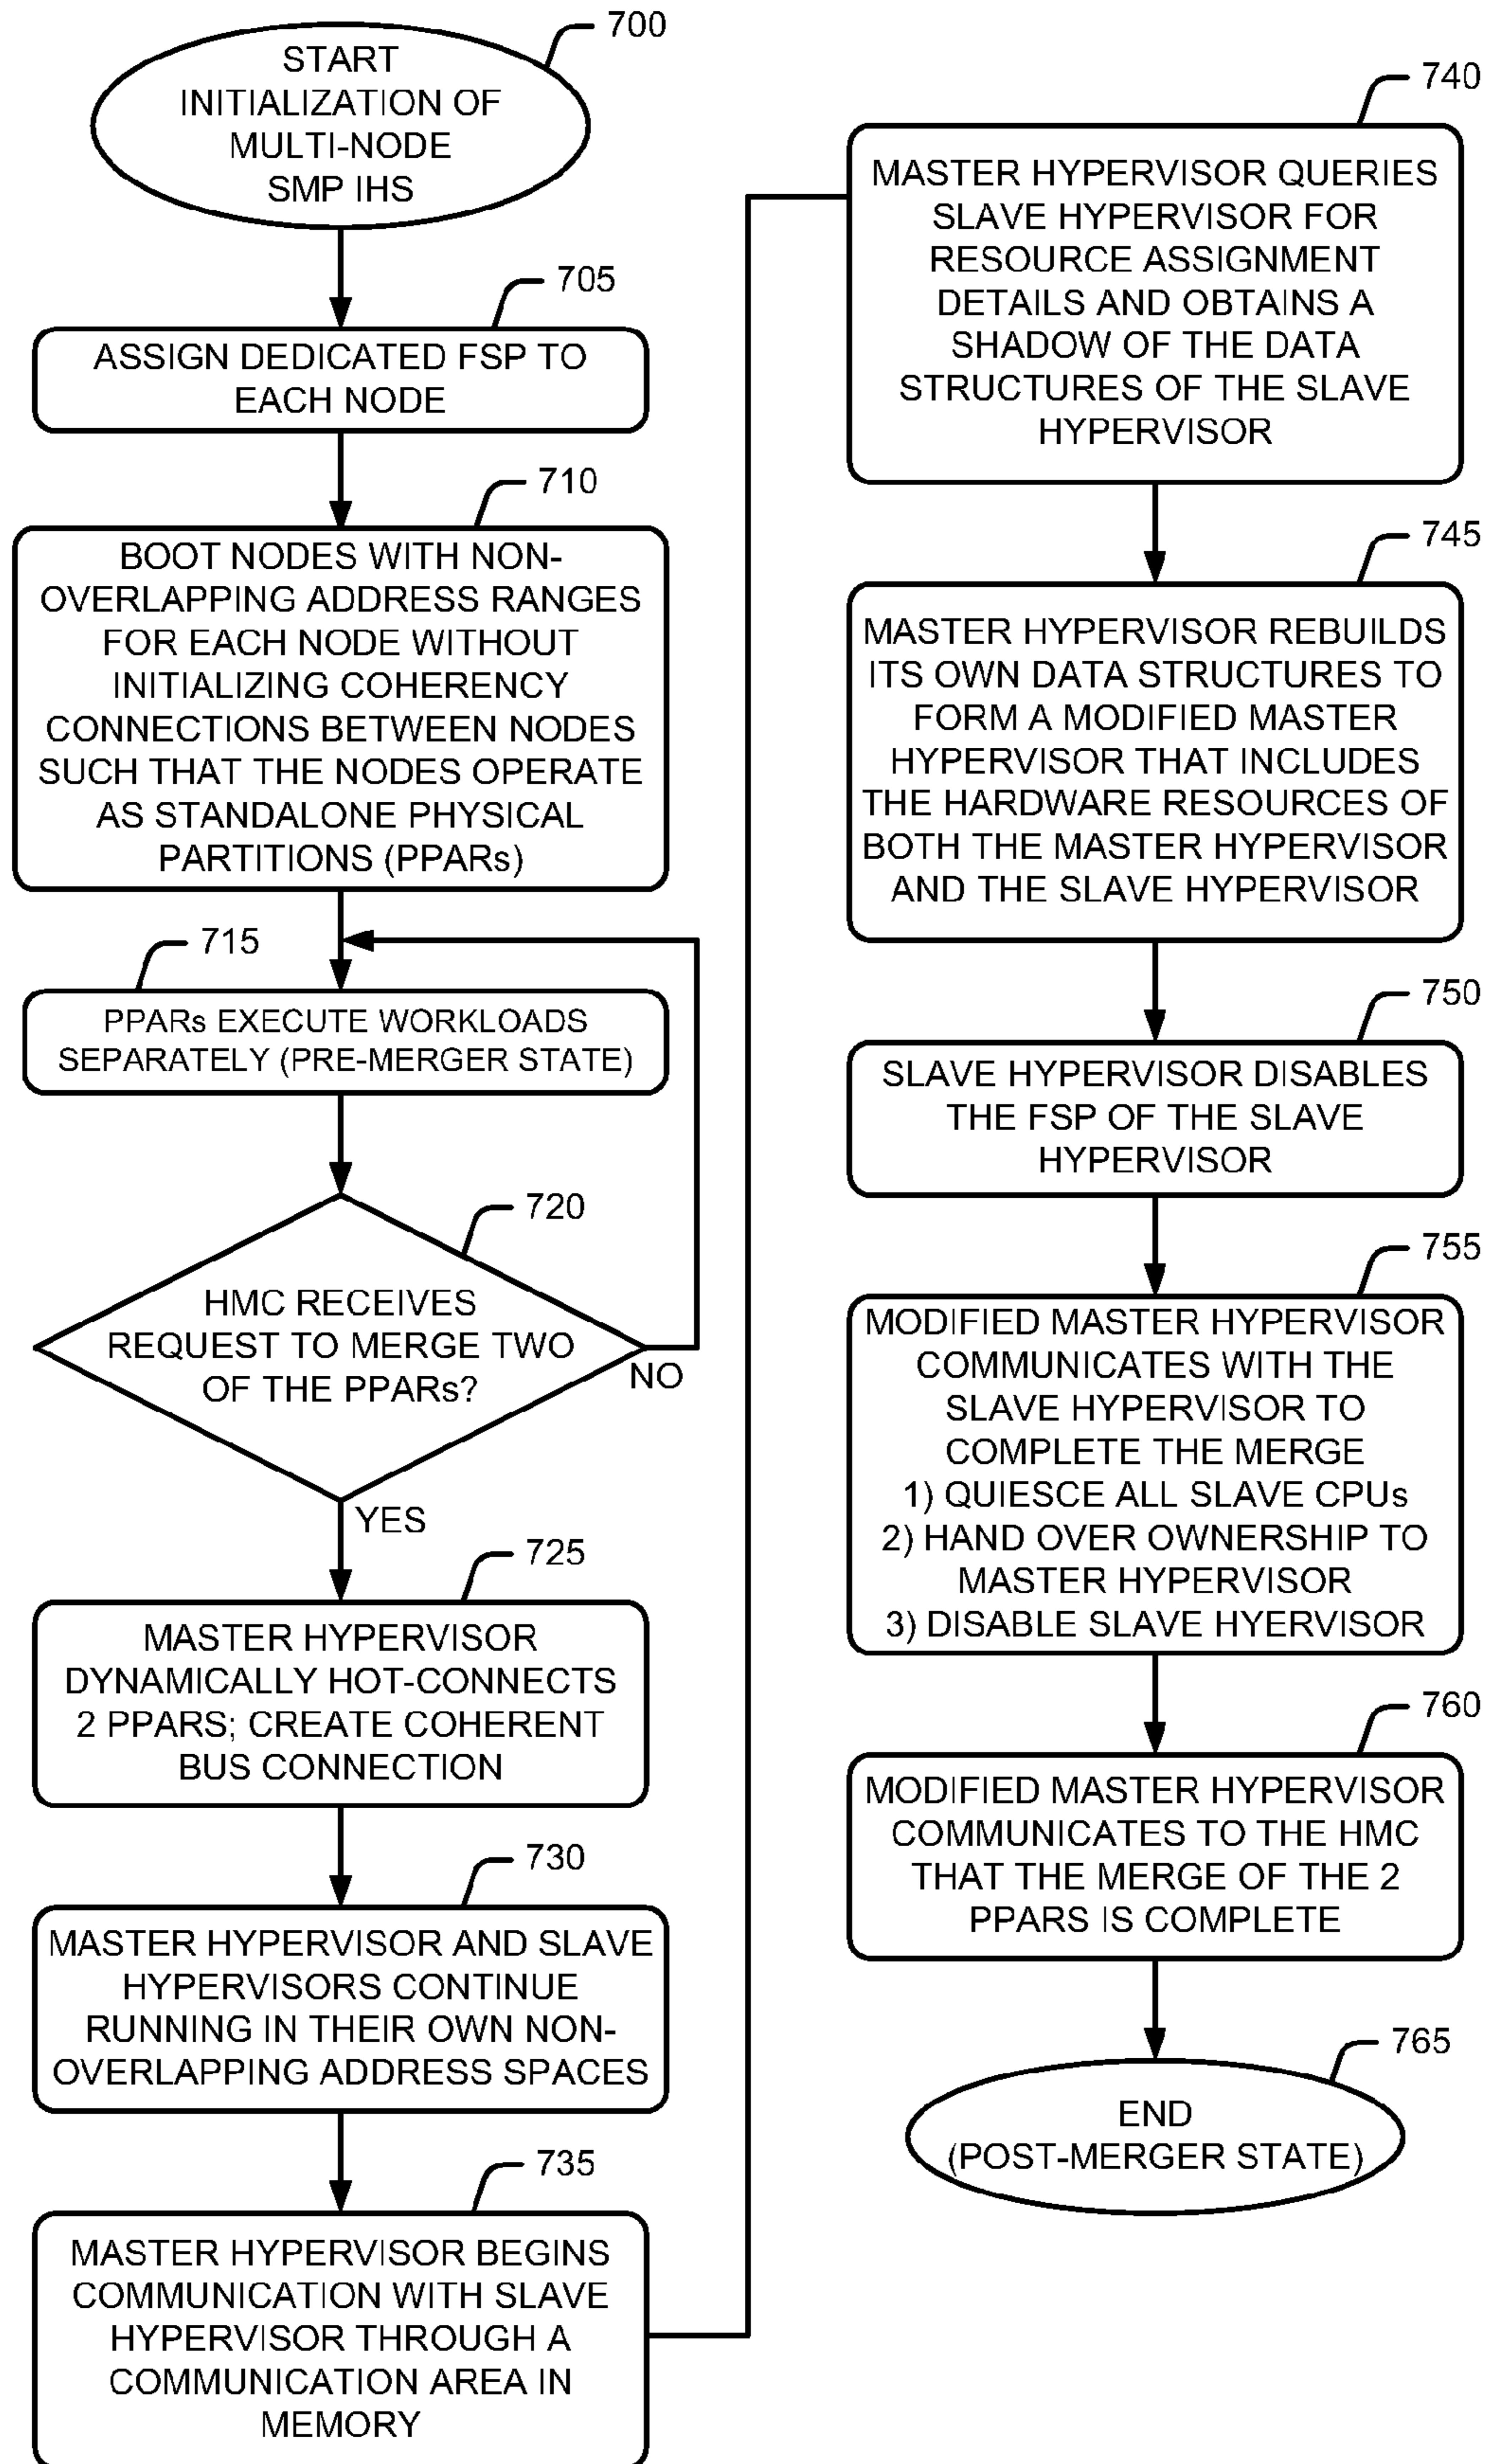 700
START
INITIALIZATION OF
MULTI-NODE
SMP IHS
705
ASSIGN DEDICATED FSP TO
EACH NODE
710
BOOT NODES WITH NON-
OVERLAPPING ADDRESS RANGES
FOR EACH NODE WITHOUT
INITIALIZING COHERENCY
CONNECTIONS BETWEEN NODES
SUCH THAT THE NODES OPERATE
AS STANDALONE PHYSICAL
PARTITIONS (PPARs)
715
PPARs EXECUTE WORKLOADS
SEPARATELY (PRE-MERGER STATE)
720
HMC RECEIVES
REQUEST TO MERGE TWO
OF THE PPARs?
NO
YES
725
MASTER HYPERVISOR
DYNAMICALLY HOT-CONNECTS
2 PPARS; CREATE COHERENT
BUS CONNECTION
730
MASTER HYPERVISOR AND SLAVE
HYPERVISORS CONTINUE
RUNNING IN THEIR OWN NON-
OVERLAPPING ADDRESS SPACES
735
MASTER HYPERVISOR BEGINS
COMMUNICATION WITH SLAVE
HYPERVISOR THROUGH A
COMMUNICATION AREA IN
MEMORY
740
MASTER HYPERVISOR QUERIES
SLAVE HYPERVISOR FOR
RESOURCE ASSIGNMENT
DETAILS AND OBTAINS A
SHADOW OF THE DATA
STRUCTURES OF THE SLAVE
HYPERVISOR
745
MASTER HYPERVISOR REBUILDS
ITS OWN DATA STRUCTURES TO
FORM A MODIFIED MASTER
HYPERVISOR THAT INCLUDES
THE HARDWARE RESOURCES OF
BOTH THE MASTER HYPERVISOR
AND THE SLAVE HYPERVISOR
750
SLAVE HYPERVISOR DISABLES
THE FSP OF THE SLAVE
HYPERVISOR
755
MODIFIED MASTER HYPERVISOR
COMMUNICATES WITH THE
SLAVE HYPERVISOR TO
COMPLETE THE MERGE
1) QUIESCE ALL SLAVE CPUs
2) HAND OVER OWNERSHIP TO
MASTER HYPERVISOR
3) DISABLE SLAVE HYERVISOR
760
MODIFIED MASTER HYPERVISOR
COMMUNICATES TO THE HMC
THAT THE MERGE OF THE 2
PPARS IS COMPLETE
765
END
(POST-MERGER STATE)